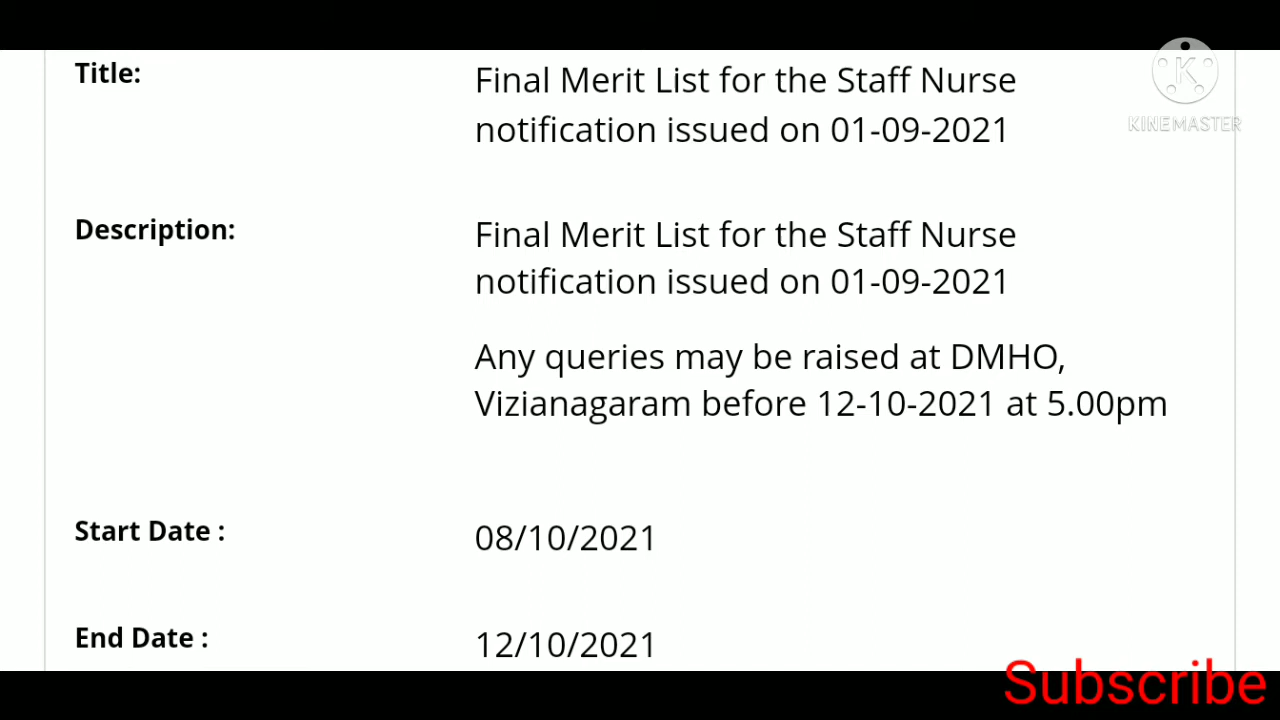 Title:
Final Merit List for the Staff Nurse
notification issued on 01-09-2021
KINEMASTER
Description:
Final Merit List for the Staff Nurse
notification issued on 01-09-2021
Any queries may be raised at DMHO,
Vizianagaram before 12-10-2021 at 5.00pm
Start Date :
08/10/2021
End Date :
12/10/2021
Subscribe